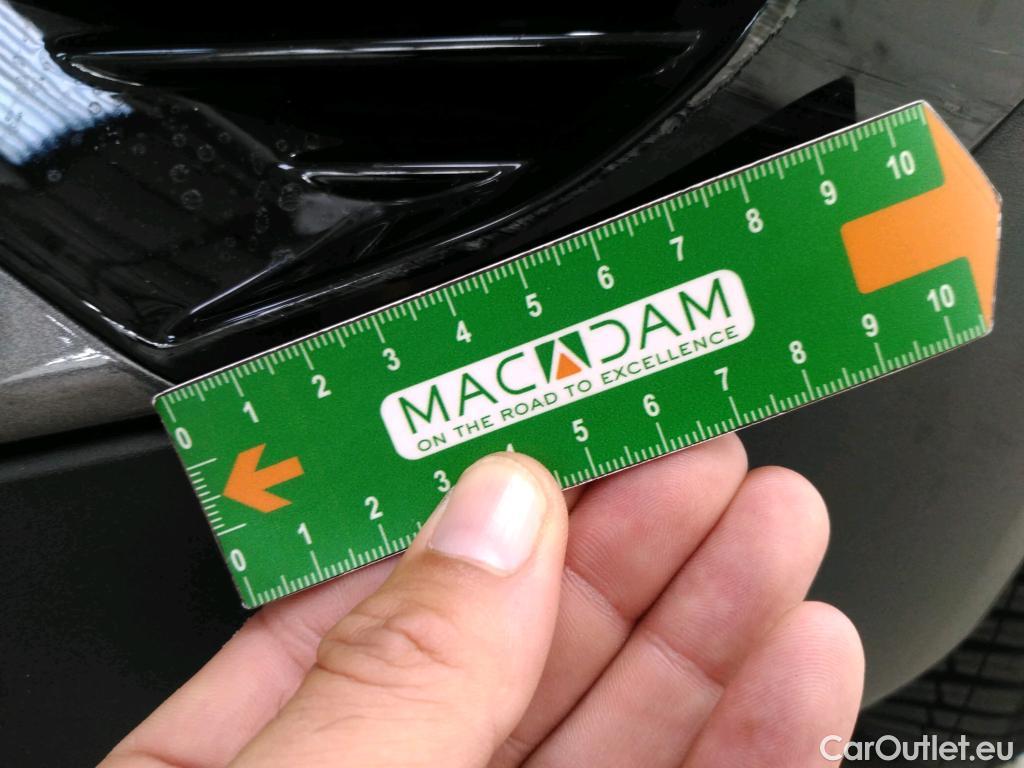 0 1 2 3 4 5 6 7 8 9 10
MACADAM
ON THE ROAD TO EXCELLENCE
0 1 2 3 4 5 6 7 8 9 10
CarOutlet.eu